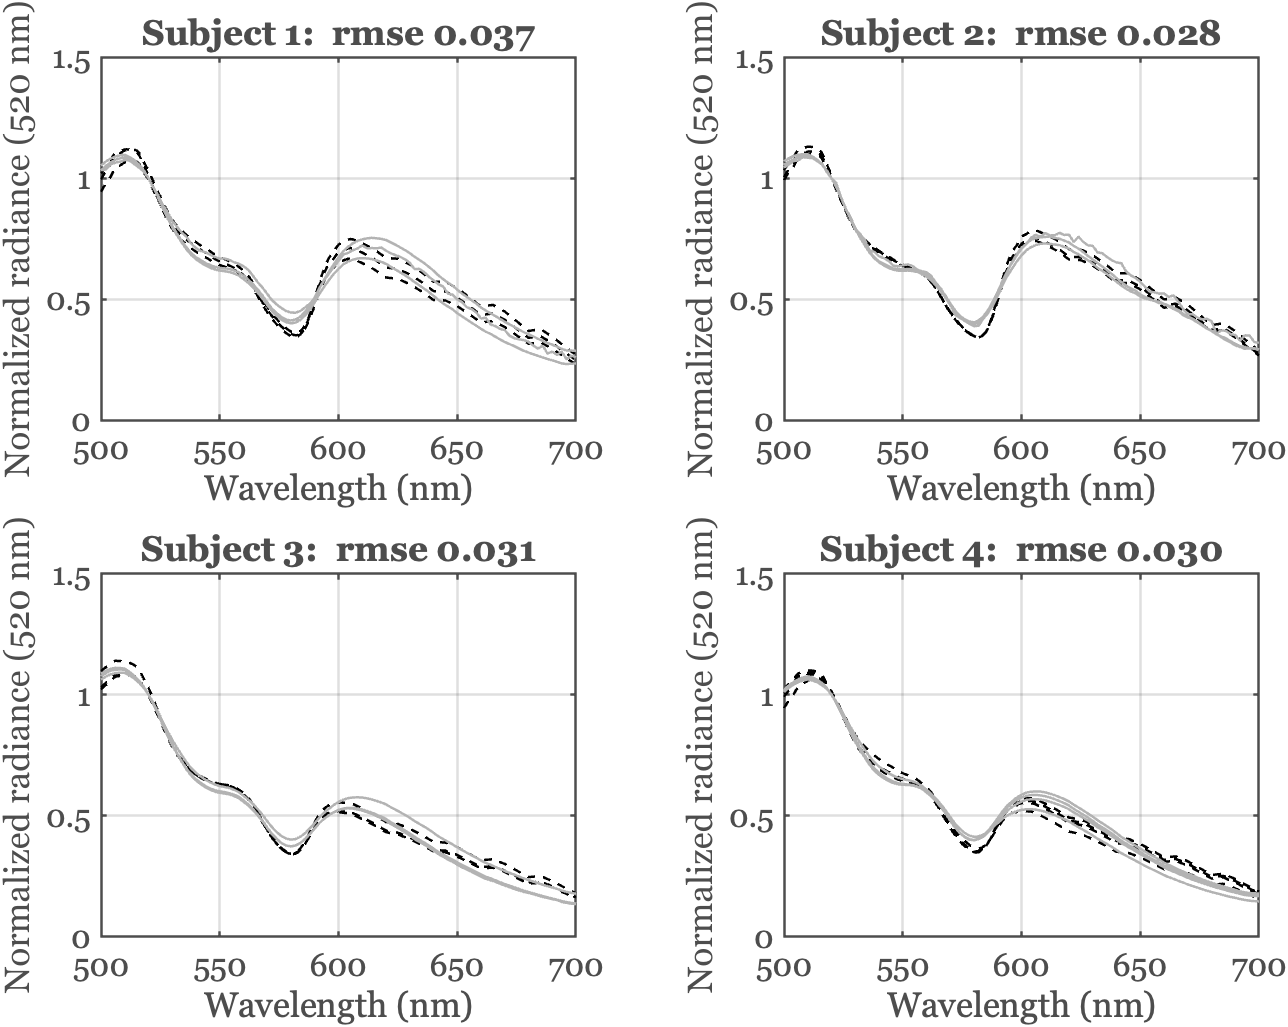 Subject 1:  rmse 0.037
Normalized radiance (520 nm)
1.5
1
0.5
0
500 550 600 650 700
Wavelength (nm)
Subject 2:  rmse 0.028
Normalized radiance (520 nm)
1.5
1
0.5
0
500 550 600 650 700
Wavelength (nm)
Subject 3:  rmse 0.031
Normalized radiance (520 nm)
1.5
1
0.5
0
500 550 600 650 700
Wavelength (nm)
Subject 4:  rmse 0.030
Normalized radiance (520 nm)
1.5
1
0.5
0
500 550 600 650 700
Wavelength (nm)